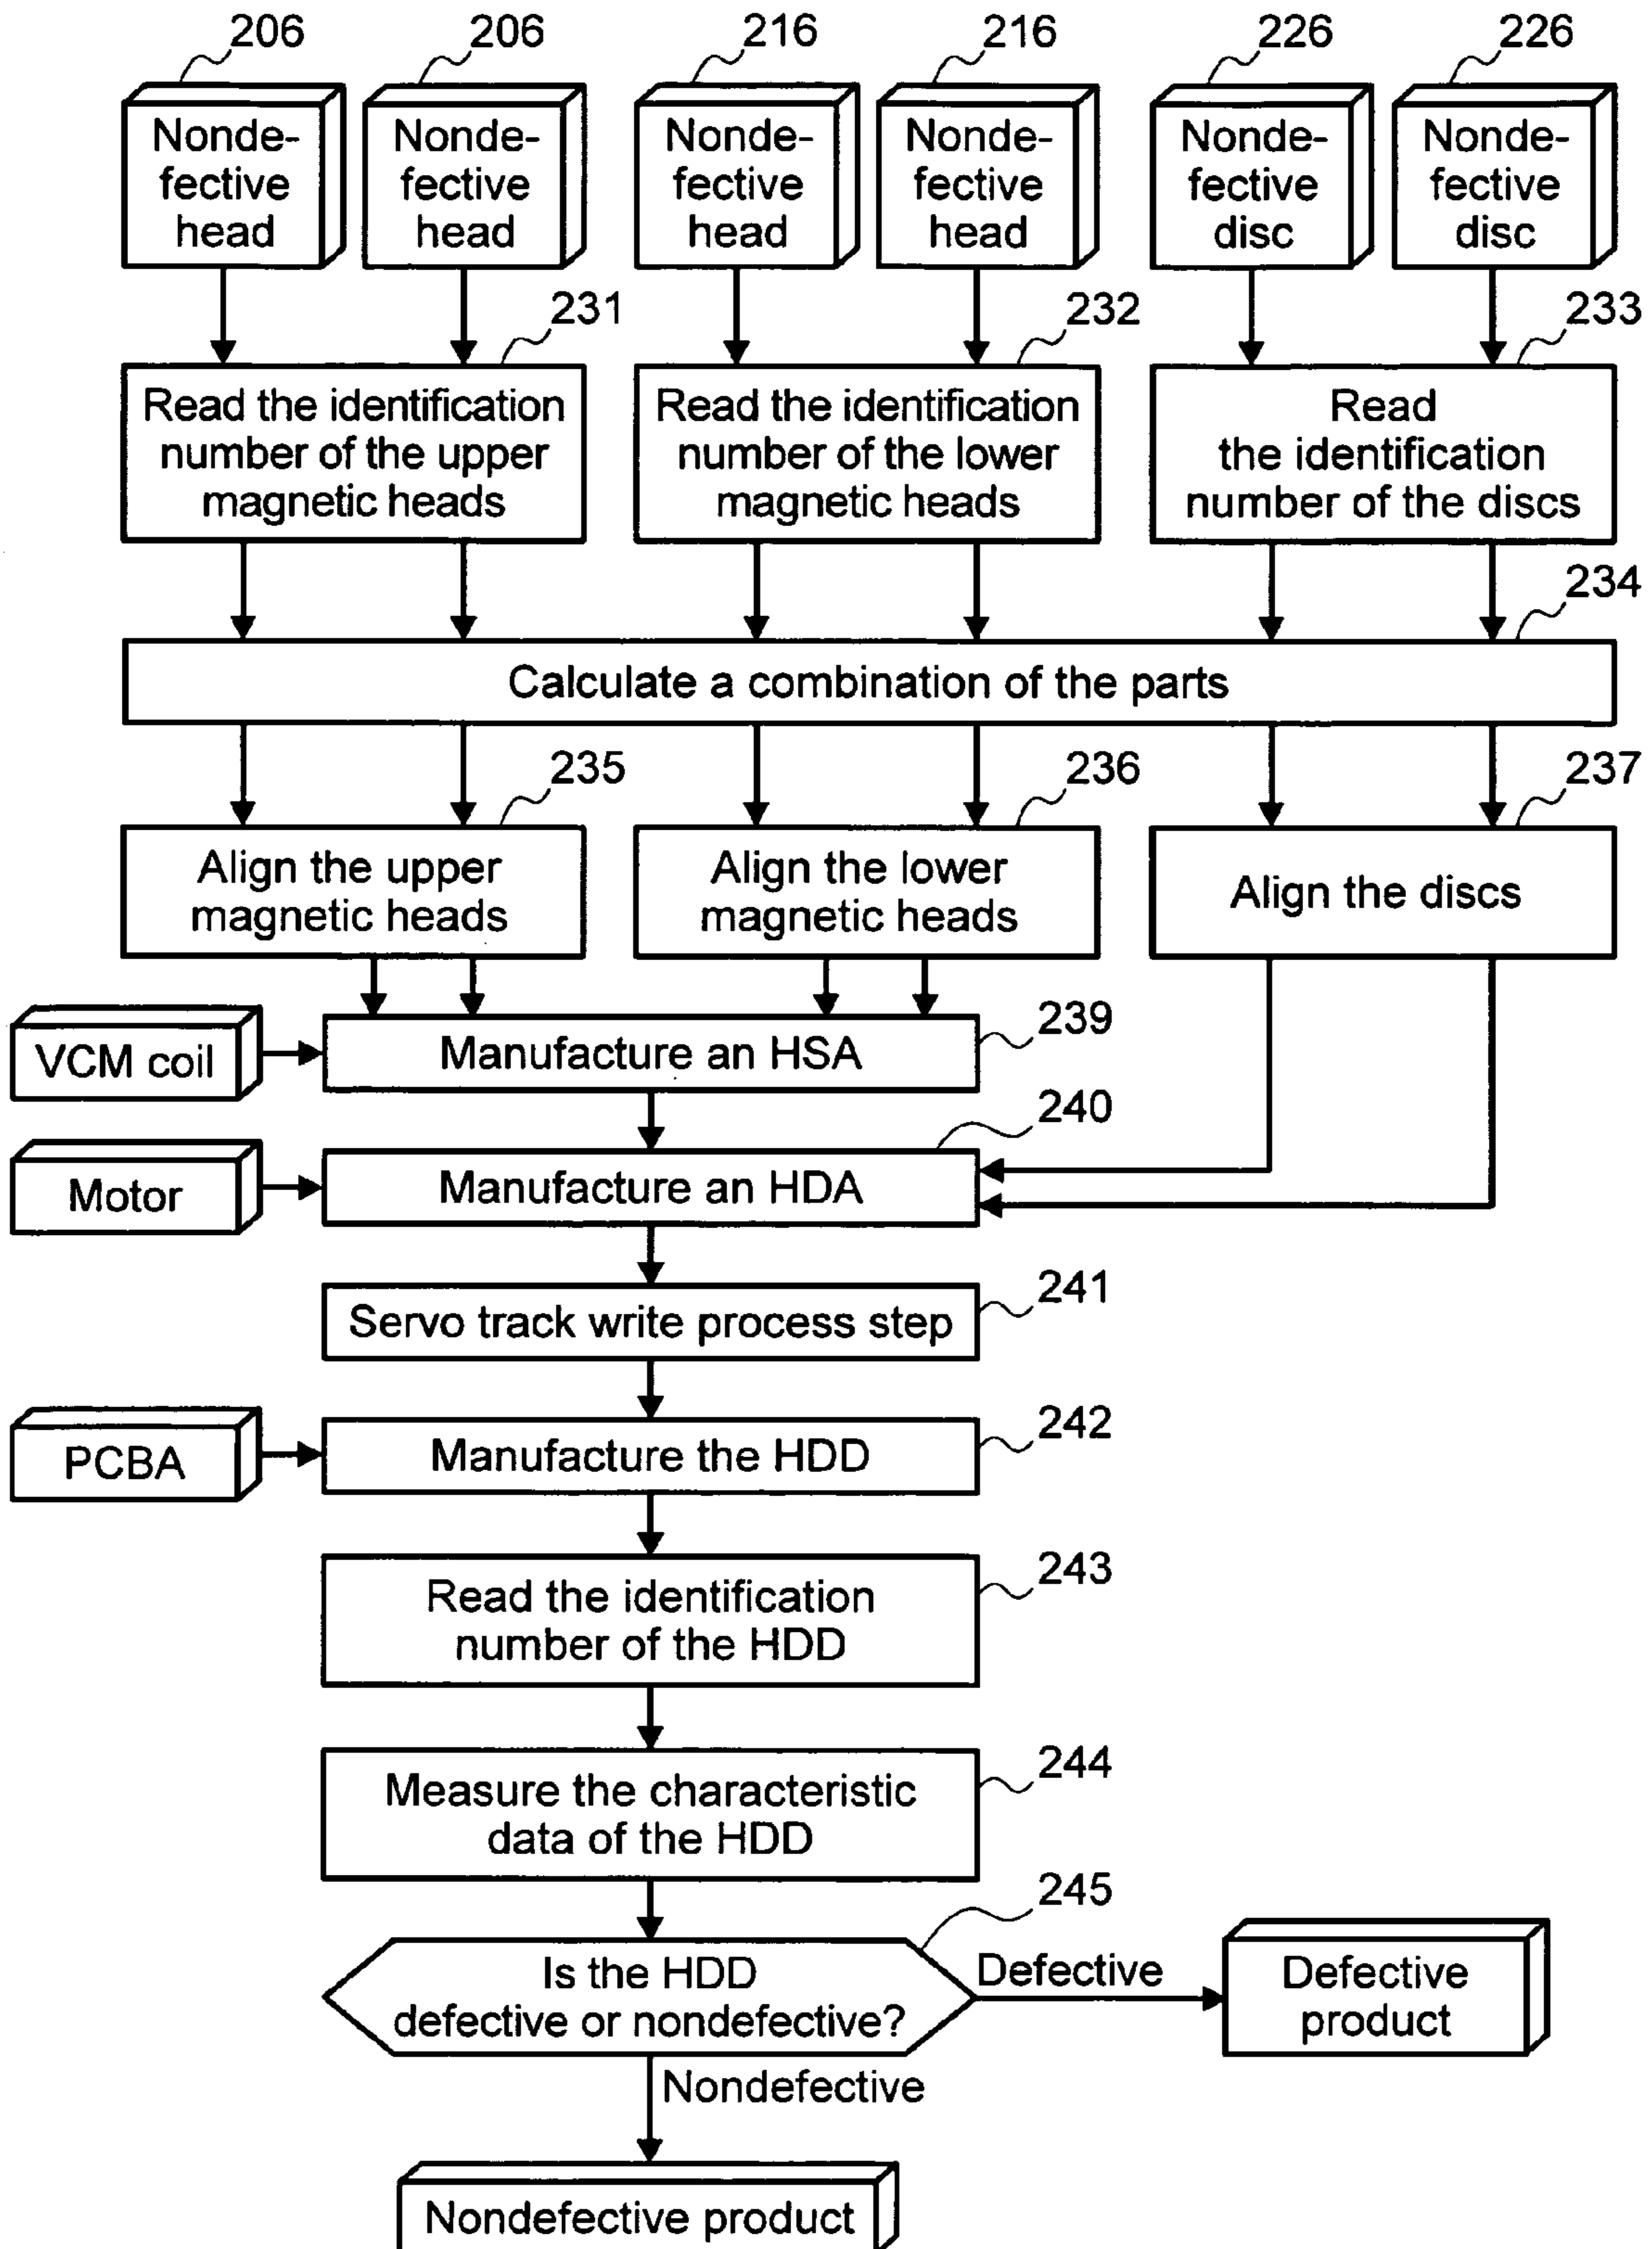 206
206
216
216
226
226
Nonde-
fective
head
Nonde-
fective
head
Nonde-
fective
head
Nonde-
fective
head
Nonde-
fective
disc
Nonde-
fective
disc
231
232
233
Read the identification
number of the upper
magnetic heads
Read the identification
number of the lower
magnetic heads
Read
the identification
number of the discs
234
Calculate a combination of the parts
235
236
237
Align the upper
magnetic heads
Align the lower
magnetic heads
Align the discs
VCM coil
Manufacture an HSA
239
240
Motor
Manufacture an HDA
241
Servo track write process step
242
PCBA
Manufacture the HDD
243
Read the identification
number of the HDD
244
Measure the characteristic
data of the HDD
245
Is the HDD
defective or nondefective?
Defective
Defective
product
Nondefective
Nondefective product